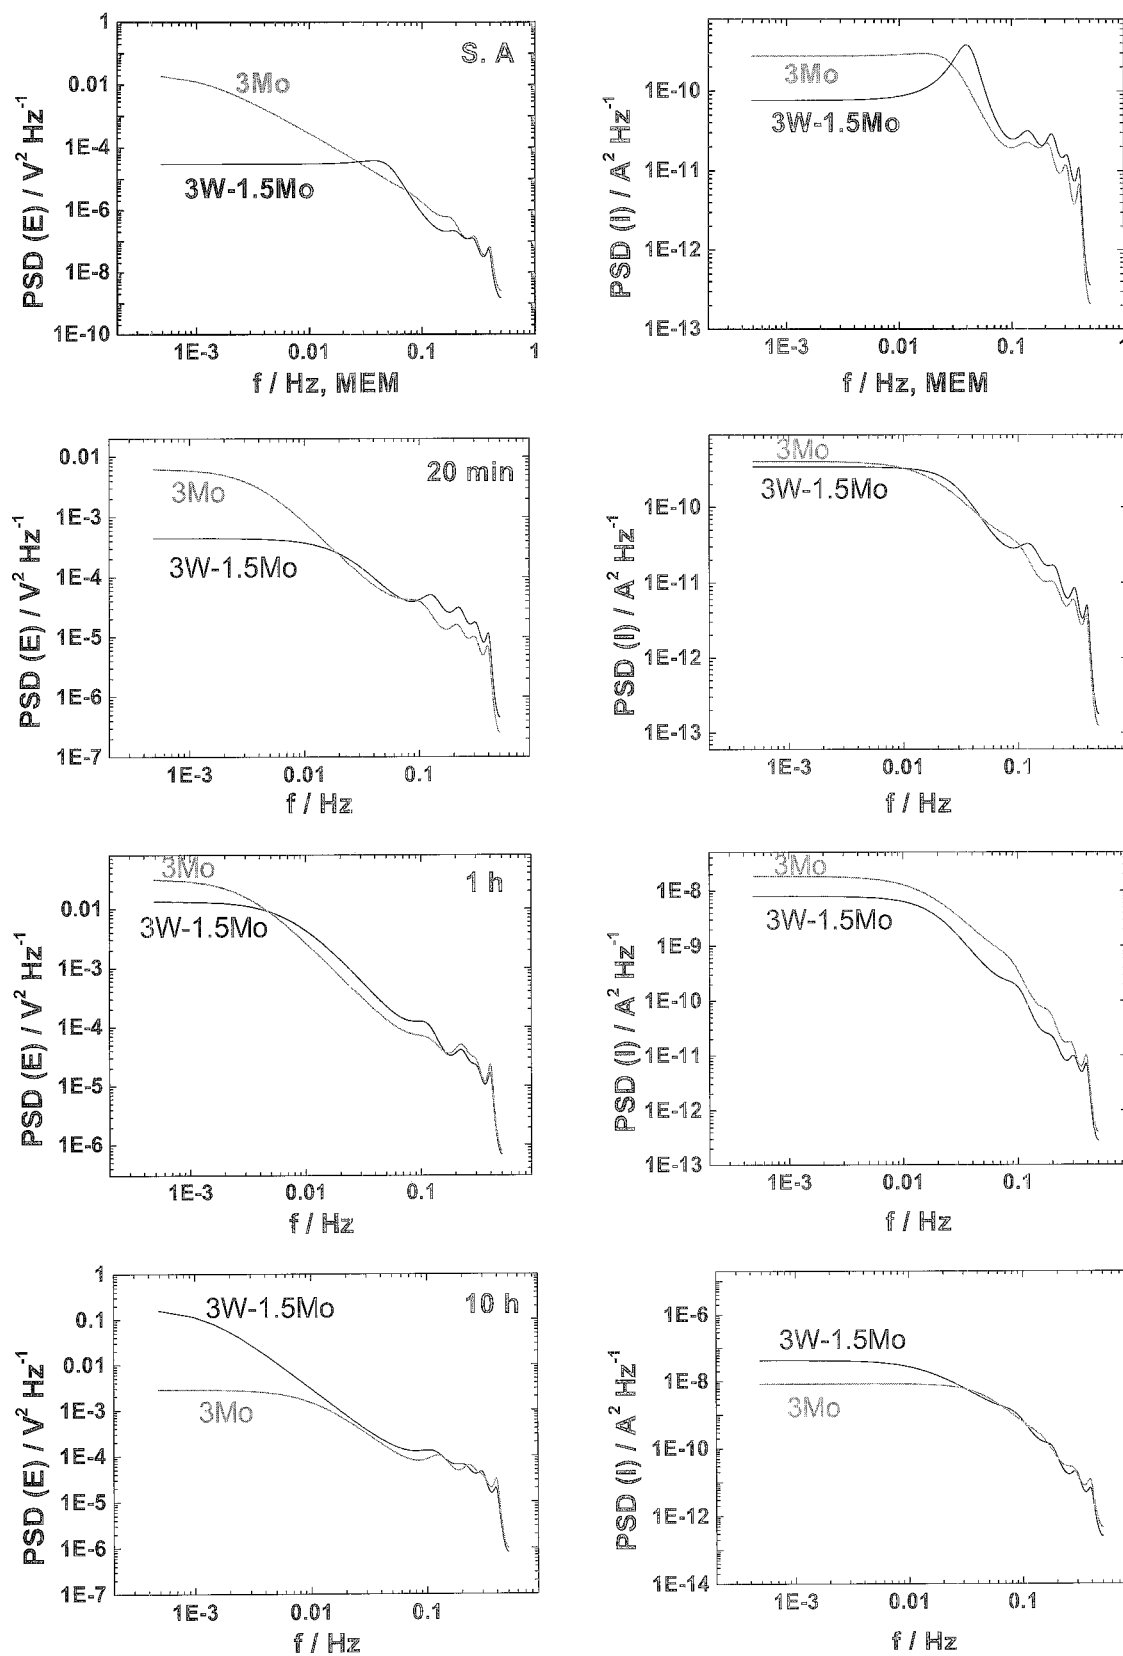 1
0.01
1E-4
1E-6
1E-8
1E-10
PSD (E) / V² Hz⁻¹
S. A
3Mo
3W-1.5Mo
1E-3 0.01 0.1 1
f / Hz, MEM
1E-10
1E-11
1E-12
1E-13
PSD (I) / A² Hz⁻¹
3Mo
3W-1.5Mo
1E-3 0.01 0.1 1
f / Hz, MEM
0.01
1E-3
1E-4
1E-5
1E-6
1E-7
PSD (E) / V² Hz⁻¹
20 min
3Mo
3W-1.5Mo
1E-3 0.01 0.1
f / Hz
1E-10
1E-11
1E-12
1E-13
PSD (I) / A² Hz⁻¹
3Mo
3W-1.5Mo
1E-3 0.01 0.1
f / Hz
0.01
1E-3
1E-4
1E-5
1E-6
PSD (E) / V² Hz⁻¹
3Mo
1 h
3W-1.5Mo
1E-3 0.01 0.1
f / Hz
1E-8
1E-9
1E-10
1E-11
1E-12
1E-13
PSD (I) / A² Hz⁻¹
3Mo
3W-1.5Mo
1E-3 0.01 0.1
f / Hz
1
0.1
0.01
1E-3
1E-4
1E-5
1E-6
1E-7
PSD (E) / V² Hz⁻¹
3W-1.5Mo
10 h
3Mo
1E-3 0.01 0.1
f / Hz
1E-6
1E-8
1E-10
1E-12
1E-14
PSD (I) / A² Hz⁻¹
3W-1.5Mo
3Mo
1E-3 0.01 0.1
f / Hz